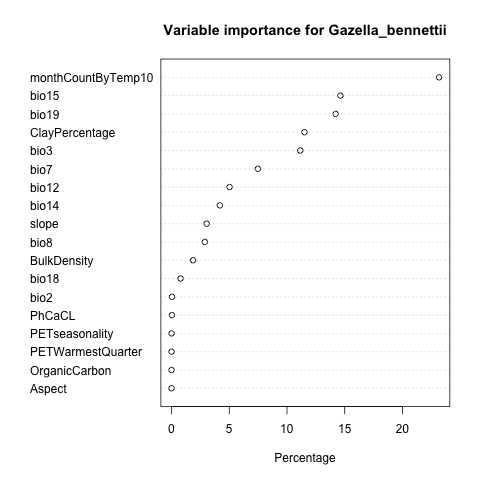 Variable importance for Gazella_bennettii
monthCountByTemp10
bio15
bio19
ClayPercentage
bio3
bio7
bio12
bio14
slope
bio8
BulkDensity
bio18
bio2
PhCaCL
PETseasonality
PETWarmestQuarter
OrganicCarbon
Aspect
0 5 10 15 20
Percentage